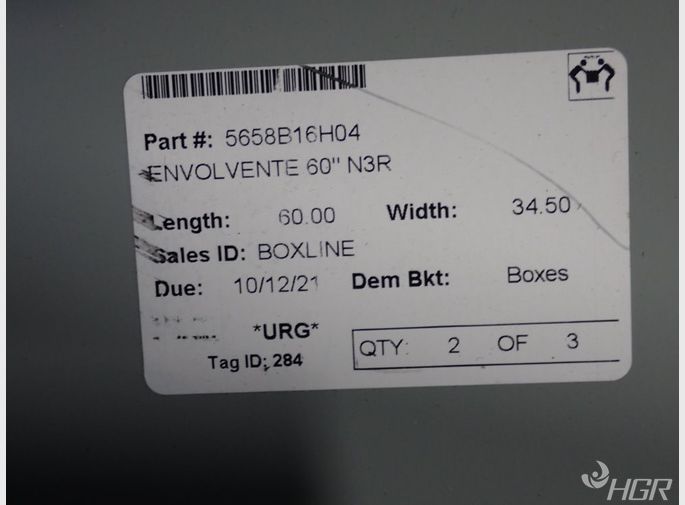 Part #: 5658B16H04
ENVOLVENTE 60" N3R
Length: 60.00 Width: 34.50
Sales ID: BOXLINE
Due: 10/12/21 Dem Bkt: Boxes
*URG*
QTY: 2 OF 3
Tag ID: 284
HGR